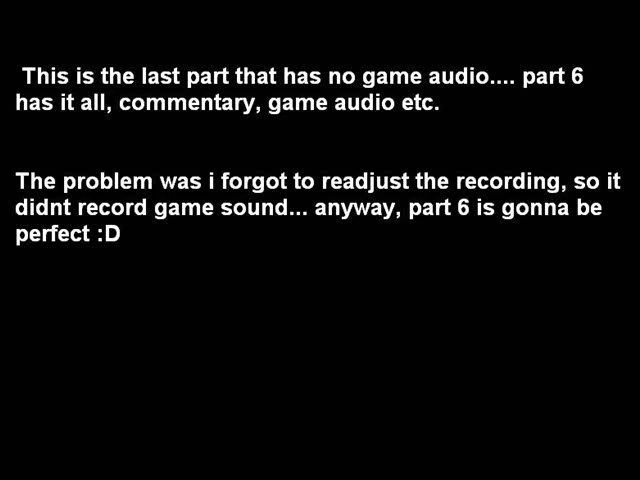 This is the last part that has no game audio.... part 6
has it all, commentary, game audio etc.
The problem was i forgot to readjust the recording, so it
didnt record game sound... anyway, part 6 is gonna be
perfect :D